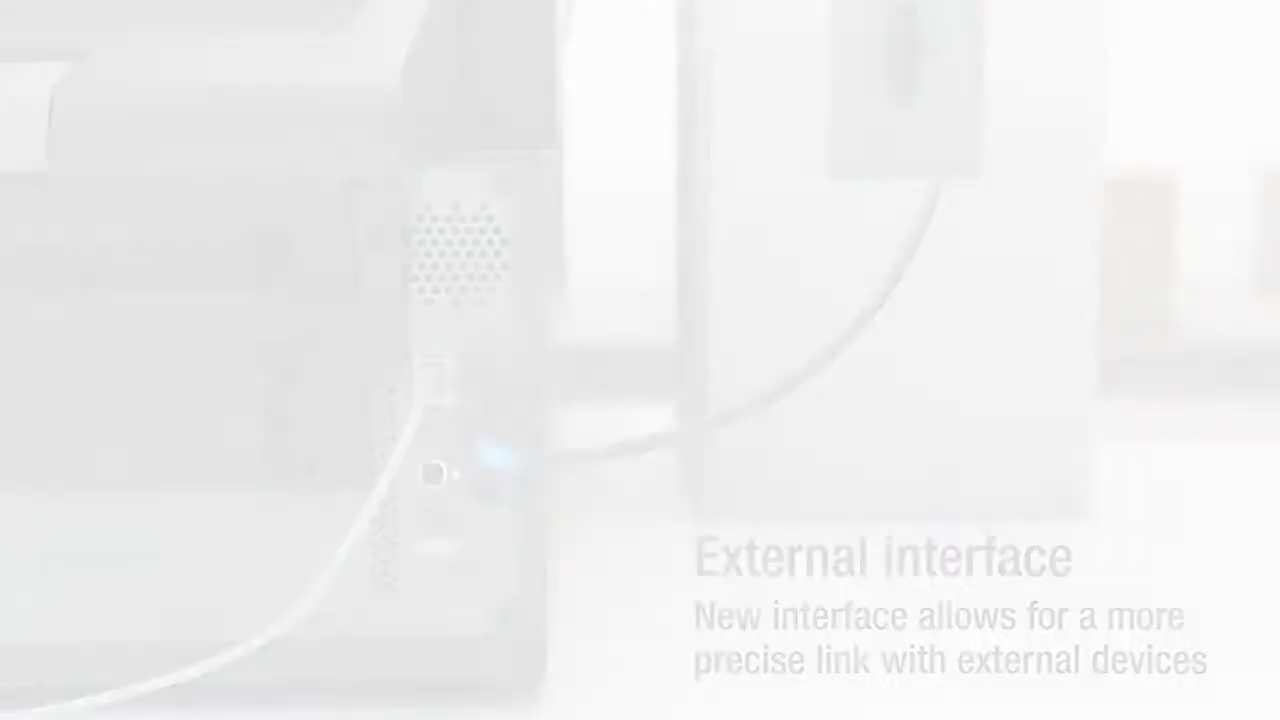 External interface
New interface allows for a more
precise link with external devices